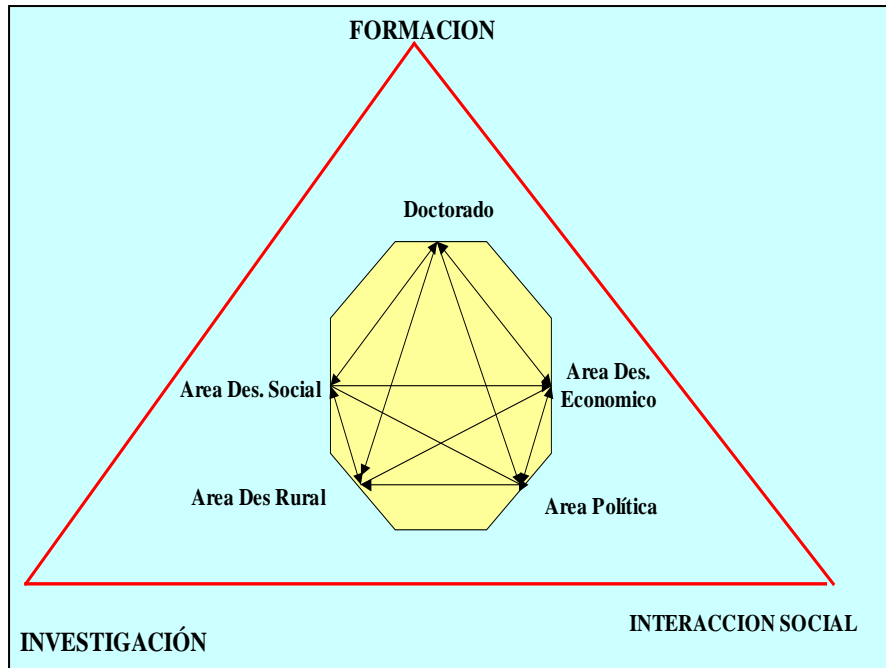 FORMACION
Doctorado
Area Des. Social
Area Des.
Economico
Area Des Rural
Area Política
INVESTIGACIÓN
INTERACCION SOCIAL